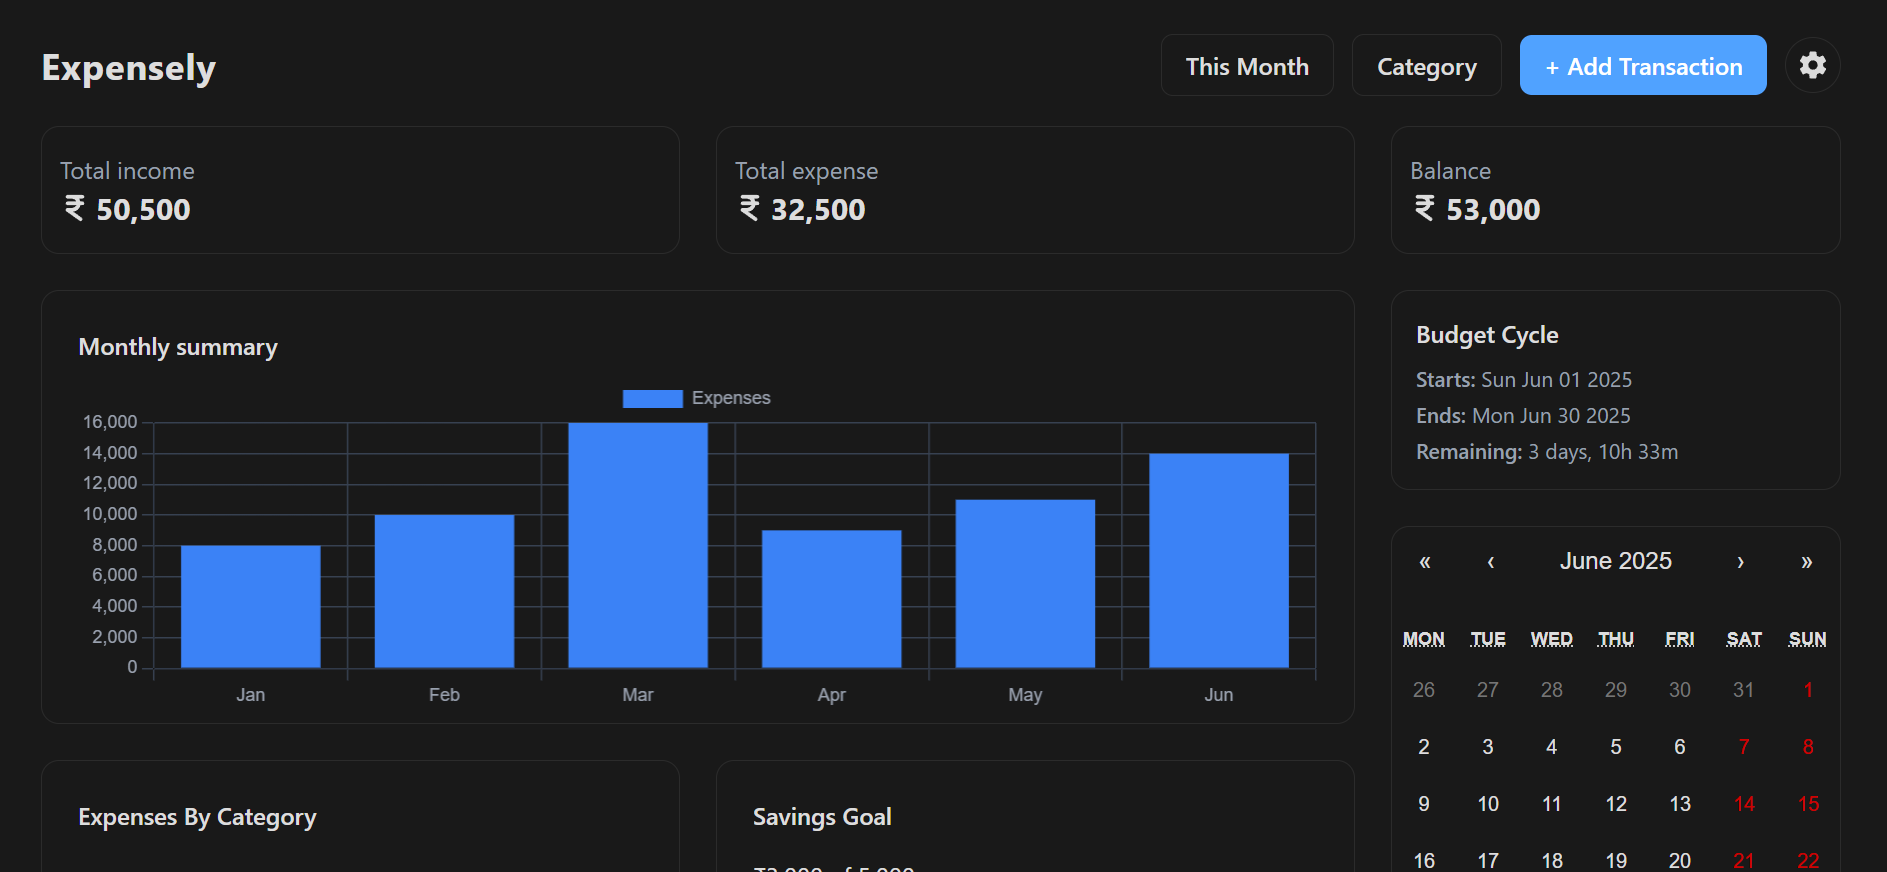 Expensely
This Month
Category
+ Add Transaction
Total income
₹ 50,500
Total expense
₹ 32,500
Balance
₹ 53,000
Monthly summary
Expenses
16,000
14,000
12,000
10,000
8,000
6,000
4,000
2,000
0
Jan Feb Mar Apr May Jun
Budget Cycle
Starts: Sun Jun 01 2025
Ends: Mon Jun 30 2025
Remaining: 3 days, 10h 33m
« ‹ June 2025 › »
MON TUE WED THU FRI SAT SUN
26 27 28 29 30 31 1
2 3 4 5 6 7 8
9 10 11 12 13 14 15
16 17 18 19 20 21 22
Expenses By Category
Savings Goal